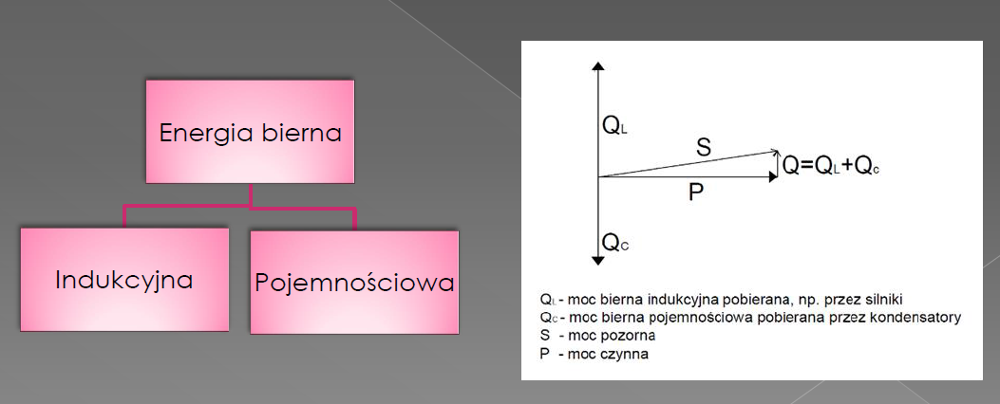 Energia bierna
Indukcyjna
Pojemnościowa
QL
S
Q=QL+Qc
P
Qc
QL - moc bierna indukcyjna pobierana, np. przez silniki
Qc - moc bierna pojemnościowa pobierana przez kondensatory
S - moc pozorna
P - moc czynna